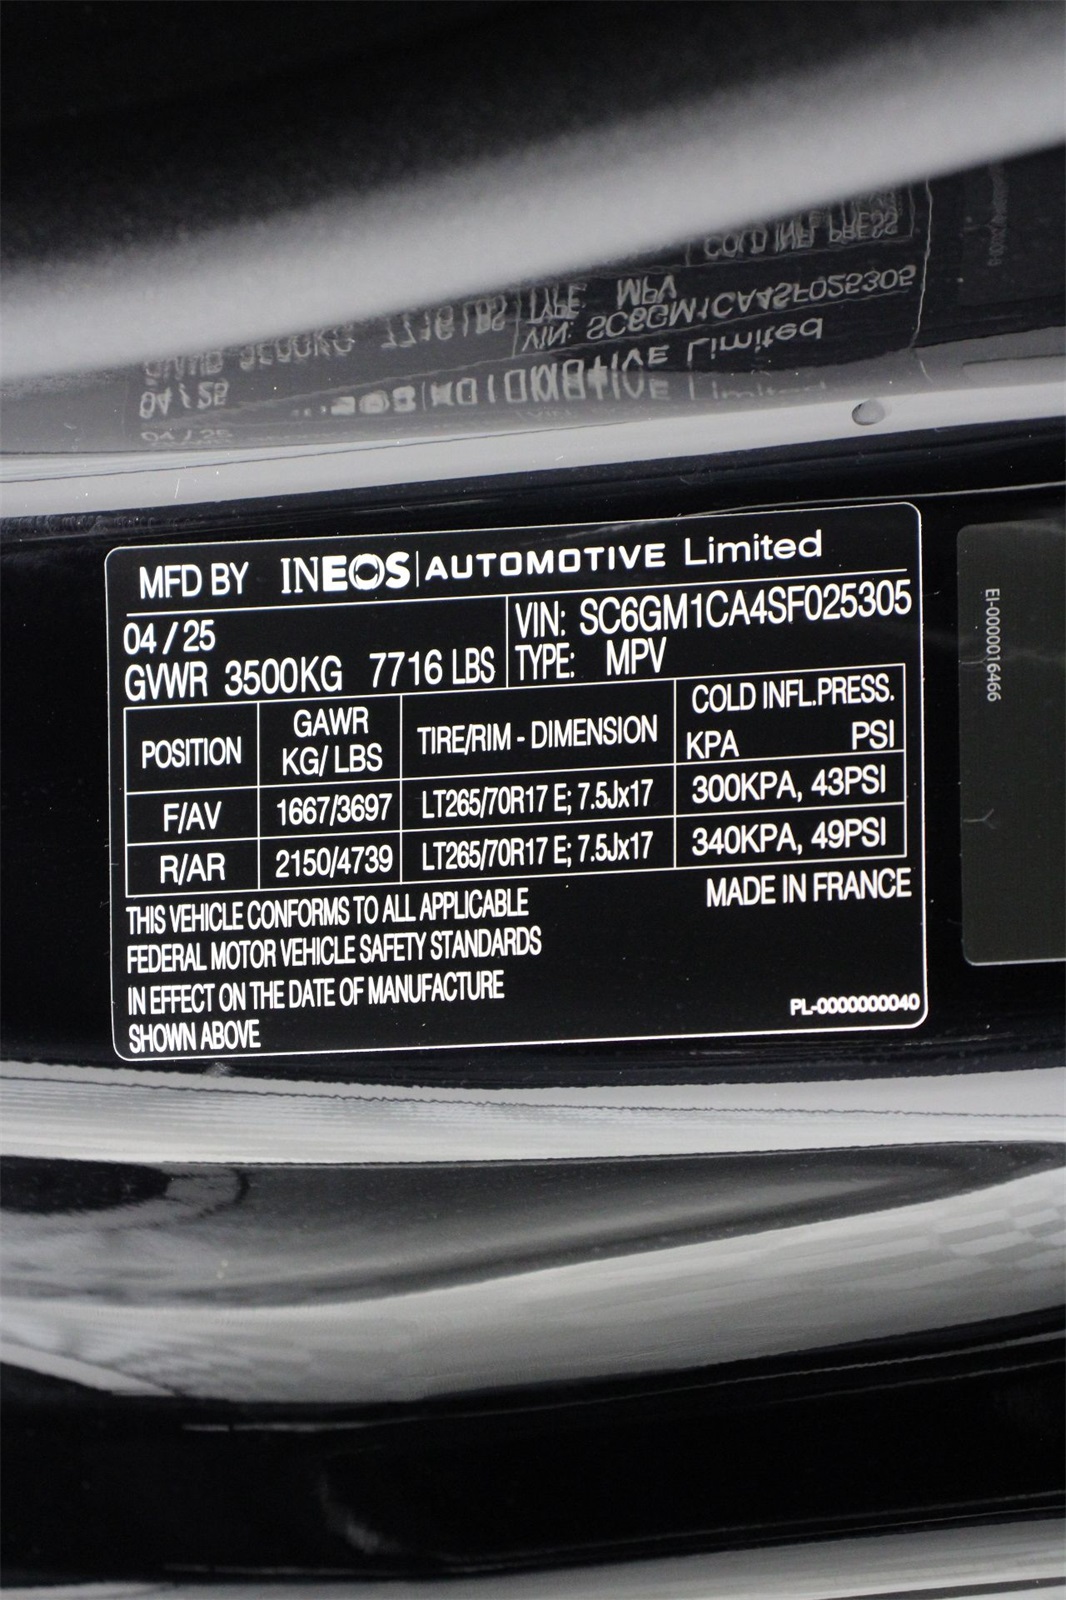 MFD BY INEOS | AUTOMOTIVE Limited
04 / 25
VIN: SC6GM1CA4SF025305
GVWR 3500KG 7716 LBS
TYPE: MPV
POSITION GAWR KG/ LBS TIRE/RIM - DIMENSION COLD INFL.PRESS. KPA PSI
F/AV 1667/3697 LT265/70R17 E; 7.5Jx17 300KPA, 43PSI
R/AR 2150/4739 LT265/70R17 E; 7.5Jx17 340KPA, 49PSI
MADE IN FRANCE
THIS VEHICLE CONFORMS TO ALL APPLICABLE
FEDERAL MOTOR VEHICLE SAFETY STANDARDS
IN EFFECT ON THE DATE OF MANUFACTURE
SHOWN ABOVE
PL-0000000040
EI-0000016466